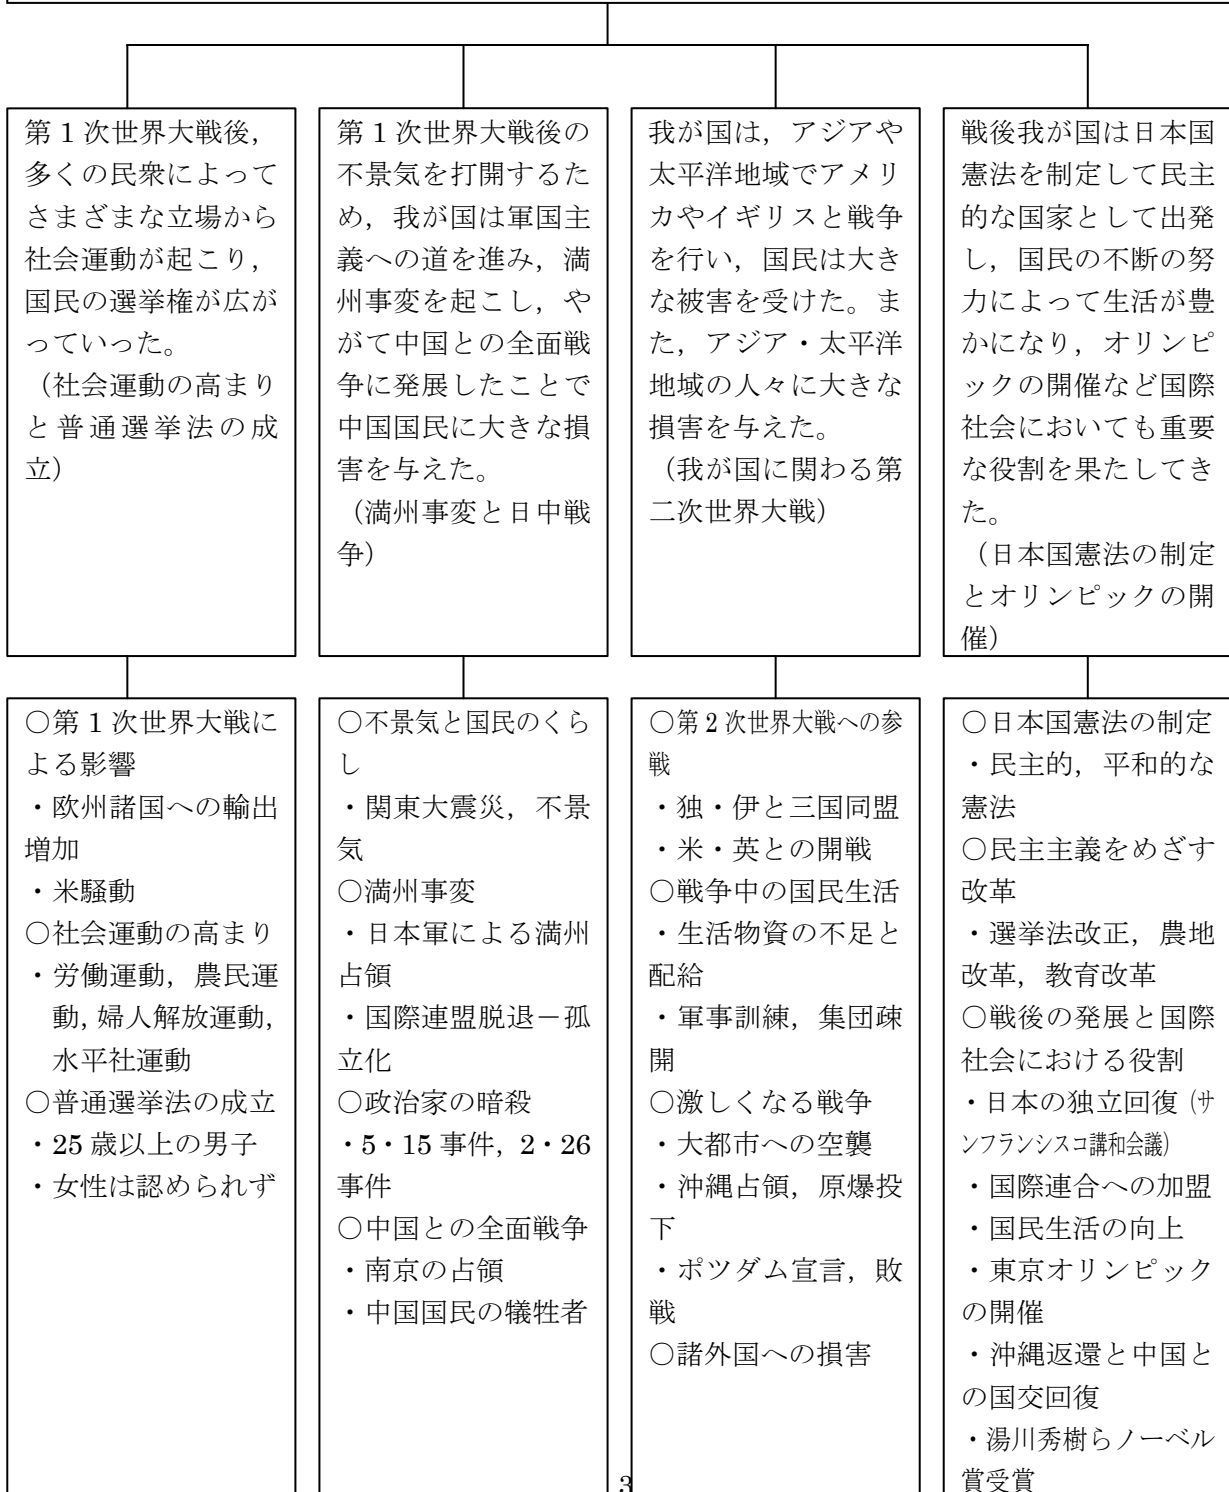 第１次世界大戦後，
多くの民衆によって
さまざまな立場から
社会運動が起こり，
国民の選挙権が広が
っていった。
（社会運動の高まり
と普通選挙法の成
立）
第１次世界大戦後の
不景気を打開するた
め，我が国は軍国主
義への道を進み，満
州事変を起こし，や
がて中国との全面戦
争に発展したことで
中国国民に大きな損
害を与えた。
（満州事変と日中戦
争）
我が国は，アジアや
太平洋地域でアメリ
カやイギリスと戦争
を行い，国民は大き
な被害を受けた。ま
た，アジア・太平洋
地域の人々に大きな
損害を与えた。
（我が国に関わる第
二次世界大戦）
戦後我が国は日本国
憲法を制定して民主
的な国家として出発
し，国民の不断の努
力によって生活が豊
かになり，オリンピ
ックの開催など国際
社会においても重要
な役割を果たしてき
た。
（日本国憲法の制定
とオリンピックの開
催）
○第１次世界大戦に
よる影響
・欧州諸国への輸出
増加
・米騒動
○社会運動の高まり
・労働運動，農民運
動，婦人解放運動，
水平社運動
○普通選挙法の成立
・25 歳以上の男子
・女性は認められず
○不景気と国民のくら
し
・関東大震災，不景
気
○満州事変
・日本軍による満州
占領
・国際連盟脱退－孤
立化
○政治家の暗殺
・5・15 事件，2・26
事件
○中国との全面戦争
・南京の占領
・中国国民の犠牲者
○第２次世界大戦への参
戦
・独・伊と三国同盟
・米・英との開戦
○戦争中の国民生活
・生活物資の不足と
配給
・軍事訓練，集団疎
開
○激しくなる戦争
・大都市への空襲
・沖縄占領，原爆投
下
・ポツダム宣言，敗
戦
○諸外国への損害
○日本国憲法の制定
・民主的，平和的な
憲法
○民主主義をめざす
改革
・選挙法改正，農地
改革，教育改革
○戦後の発展と国際
社会における役割
・日本の独立回復（サ
ンフランシスコ講和会議）
・国際連合への加盟
・国民生活の向上
・東京オリンピック
の開催
・沖縄返還と中国と
の国交回復
・湯川秀樹らノーベル
賞受賞
3